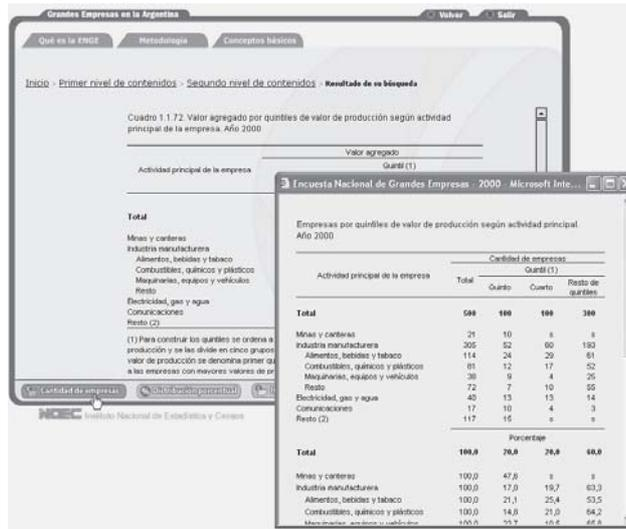 Grandes Empresas en la Argentina
Volver Salir
Qué es la ENGE Metodología Conceptos básicos
Inicio > Primer nivel de contenidos > Segundo nivel de contenidos > Resultado de su búsqueda
Cuadro 1.1.72. Valor agregado por quintiles de valor de producción según actividad
principal de la empresa. Año 2000
Valor agregado
Actividad principal de la empresa
Quintil (1)
Total
Minas y canteras
Industria manufacturera
Alimentos, bebidas y tabaco
Combustibles, químicos y plásticos
Maquinarias, equipos y vehículos
Resto
Electricidad, gas y agua
Comunicaciones
Resto (2)
(1) Para construir los quintiles se ordena a
producción y se las divide en cinco grupos
valor de producción se denomina primer qu
a las empresas con mayores valores de pr
Cantidad de empresas Distribución porcentual
INDEC Instituto Nacional de Estadística y Censos
Encuesta Nacional de Grandes Empresas - 2000 - Microsoft Inte...
Empresas por quintiles de valor de producción según actividad principal
Año 2000
Cantidad de empresas
Actividad principal de la empresa
Total
Quintil (1)
Quinto Cuarto Resto de
quintiles
Total 500 100 100 300
Minas y canteras 21 10 s s
Industria manufacturera 305 52 60 193
Alimentos, bebidas y tabaco 114 24 29 61
Combustibles, químicos y plásticos 81 12 17 52
Maquinarias, equipos y vehículos 38 9 4 25
Resto 72 7 10 55
Electricidad, gas y agua 40 13 13 14
Comunicaciones 17 10 4 3
Resto (2) 117 15 s s
Porcentaje
Total 100,0 20,0 20,0 60,0
Minas y canteras 100,0 47,6 s s
Industria manufacturera 100,0 17,0 19,7 63,3
Alimentos, bebidas y tabaco 100,0 21,1 25,4 53,5
Combustibles, químicos y plásticos 100,0 14,8 21,0 64,2
Maquinarias, equipos y vehículos 100,0 23,7 10,5 65,8